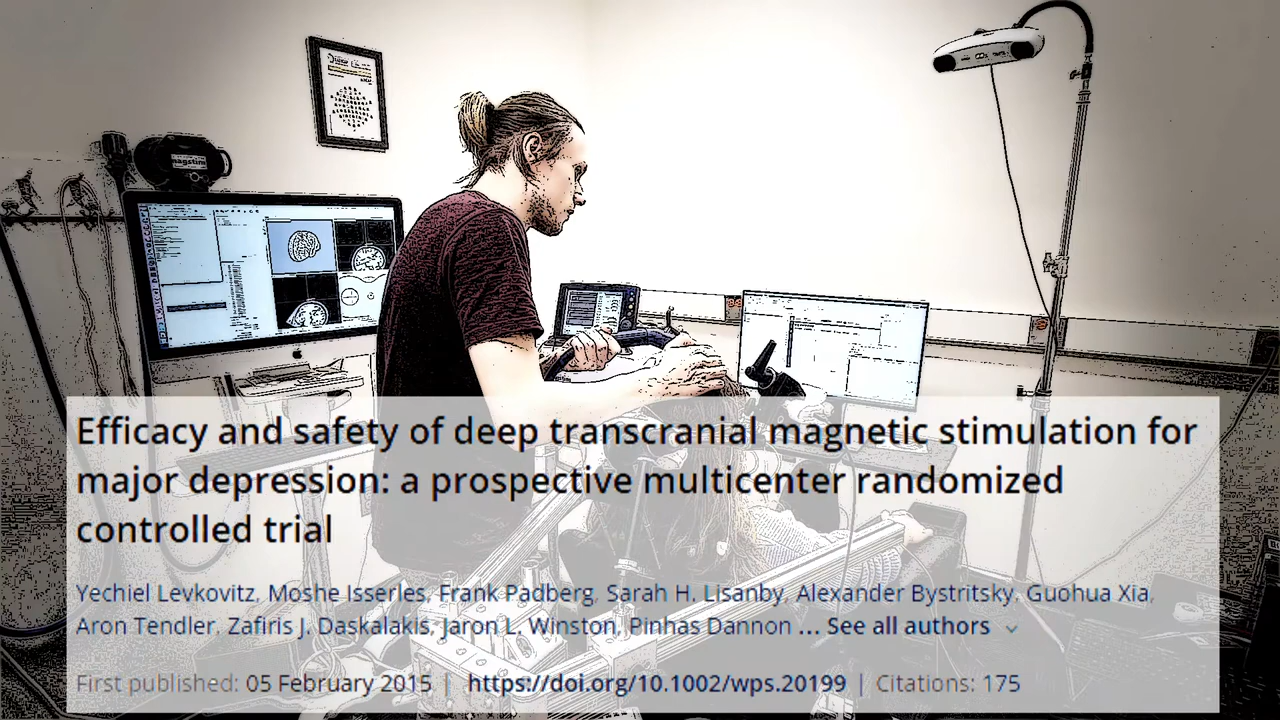 magstim
Efficacy and safety of deep transcranial magnetic stimulation for
major depression: a prospective multicenter randomized
controlled trial
Yechiel Levkovitz, Moshe Isserles, Frank Padberg, Sarah H. Lisanby, Alexander Bystritsky, Guohua Xia,
Aron Tendler, Zafiris J. Daskalakis, Jaron L. Winston, Pinhas Dannon ... See all authors
First published: 05 February 2015 | https://doi.org/10.1002/wps.20199 | Citations: 175